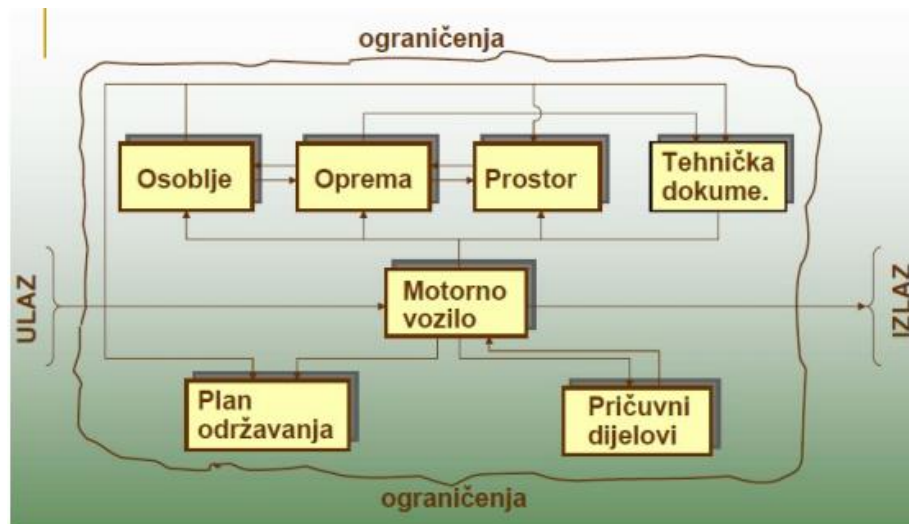 ograničenja
Osoblje
Oprema
Prostor
Tehnička
dokume.
ULAZ
Motorno
vozilo
IZLAZ
Plan
održavanja
Pričuvni
dijelovi
ograničenja